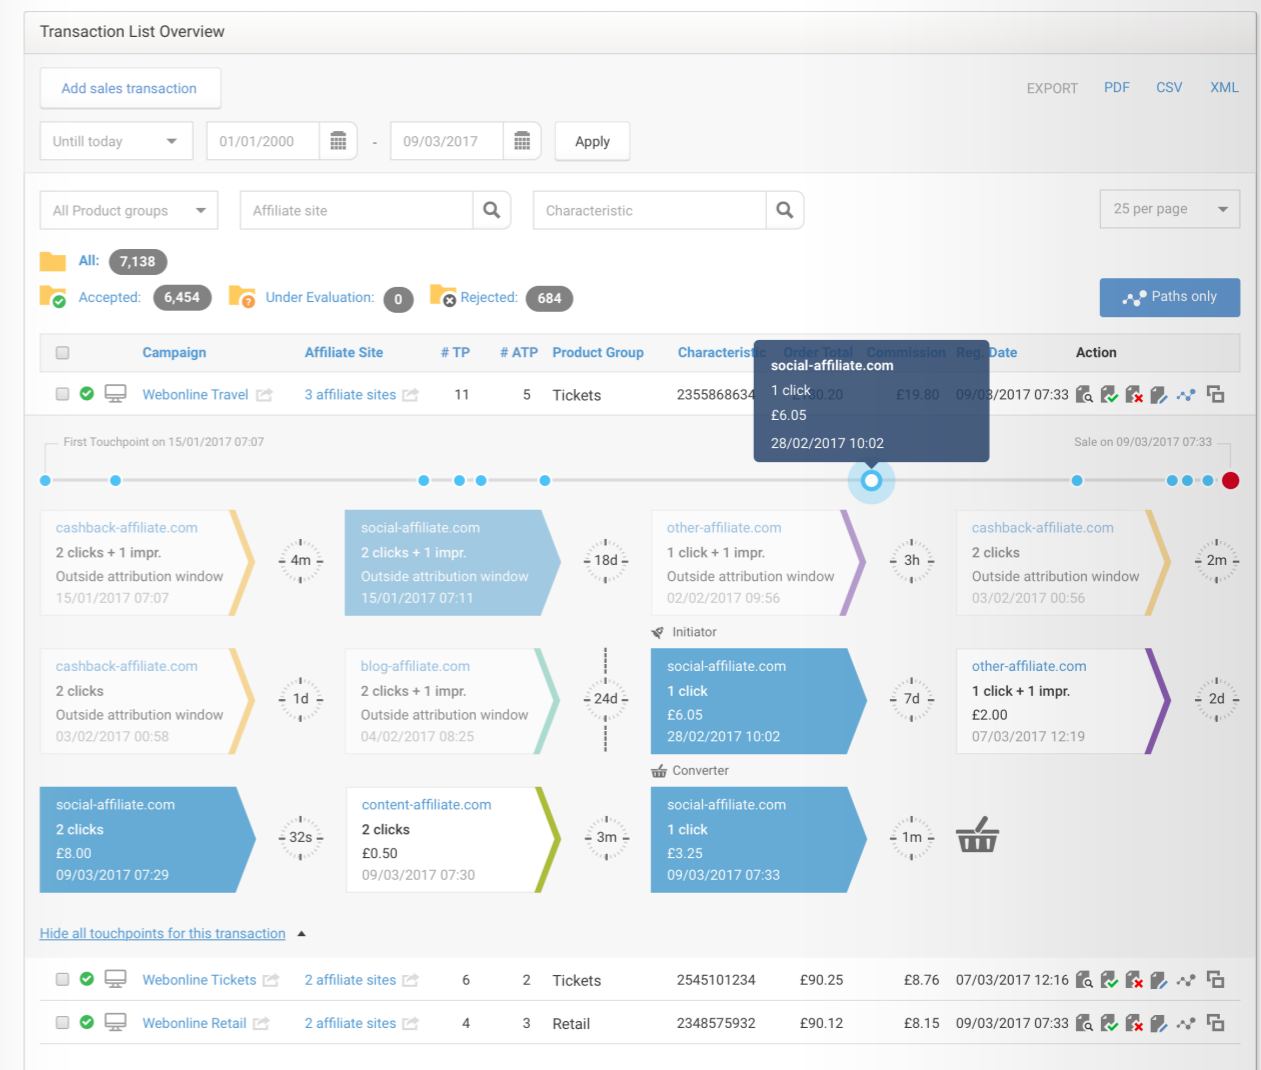 Transaction List Overview
Add sales transaction
EXPORT PDF CSV XML
Untill today 01/01/2000 - 09/03/2017 Apply
All Product groups Affiliate site Characteristic 25 per page
All: 7,138
Accepted: 6,454 Under Evaluation: 0 Rejected: 684
Paths only
Campaign Affiliate Site # TP # ATP Product Group Characteristic Order Total Commission Reg. Date Action
Webonline Travel 3 affiliate sites 11 5 Tickets 2355868634 £19.80 09/03/2017 07:33
social-affiliate.com
1 click
£6.05
28/02/2017 10:02
First Touchpoint on 15/01/2017 07:07
Sale on 09/03/2017 07:33
cashback-affiliate.com
2 clicks + 1 impr.
Outside attribution window
15/01/2017 07:07
4m
social-affiliate.com
2 clicks + 1 impr.
Outside attribution window
15/01/2017 07:11
18d
other-affiliate.com
1 click + 1 impr.
Outside attribution window
02/02/2017 09:56
3h
cashback-affiliate.com
2 clicks
Outside attribution window
03/02/2017 00:56
2m
cashback-affiliate.com
2 clicks
Outside attribution window
03/02/2017 00:58
1d
blog-affiliate.com
2 clicks + 1 impr.
Outside attribution window
04/02/2017 08:25
24d
Initiator
social-affiliate.com
1 click
£6.05
28/02/2017 10:02
7d
other-affiliate.com
1 click + 1 impr.
£2.00
07/03/2017 12:19
2d
social-affiliate.com
2 clicks
£8.00
09/03/2017 07:29
32s
content-affiliate.com
2 clicks
£0.50
09/03/2017 07:30
3m
Converter
social-affiliate.com
1 click
£3.25
09/03/2017 07:33
1m
Hide all touchpoints for this transaction
Webonline Tickets 2 affiliate sites 6 2 Tickets 2545101234 £90.25 £8.76 07/03/2017 12:16
Webonline Retail 2 affiliate sites 4 3 Retail 2348575932 £90.12 £8.15 09/03/2017 07:33